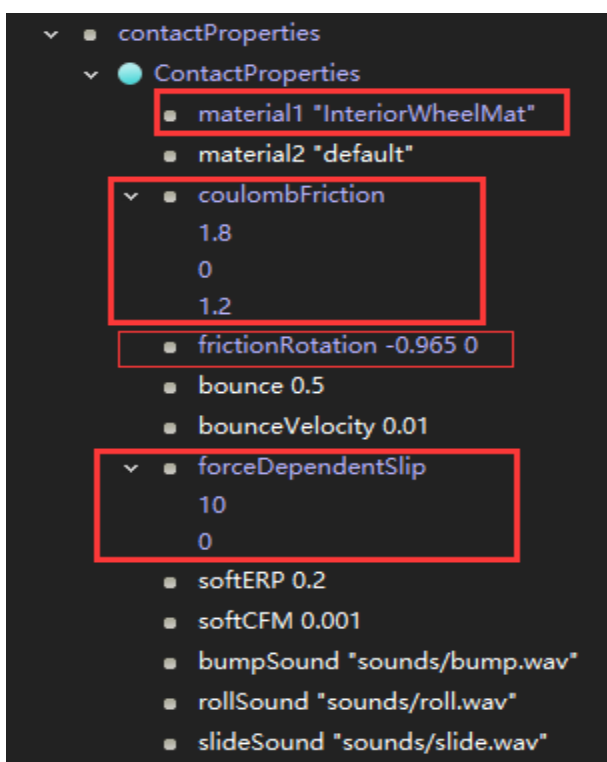 contactProperties
ContactProperties
material1 "InteriorWheelMat"
material2 "default"
coulombFriction
1.8
0
1.2
frictionRotation -0.965 0
bounce 0.5
bounceVelocity 0.01
forceDependentSlip
10
0
softERP 0.2
softCFM 0.001
bumpSound "sounds/bump.wav"
rollSound "sounds/roll.wav"
slideSound "sounds/slide.wav"